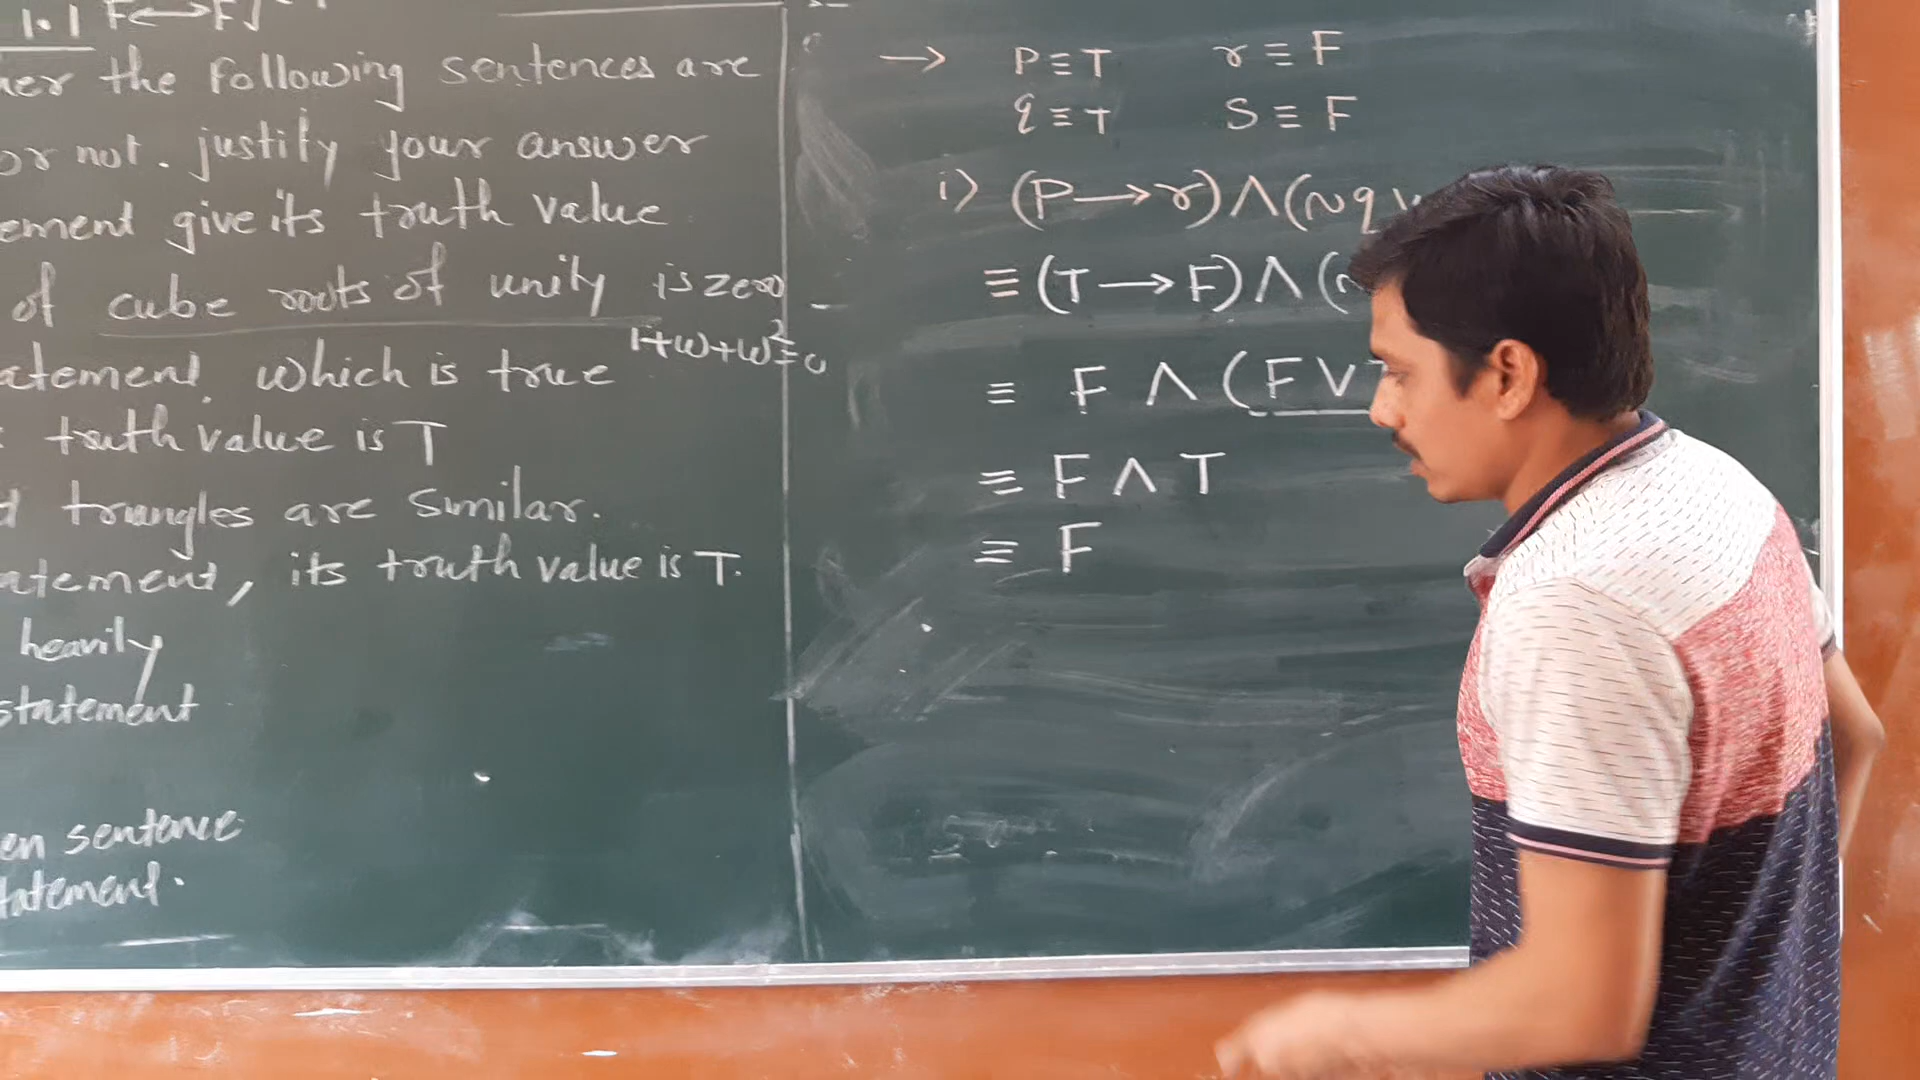 1.1 F↔F
her the following sentences are
or not. justify your answer
ement give its truth value
of cube roots of unity is zero
1+w+w²=0
atement, which is true
truth value is T
d triangles are similar.
atement, its truth value is T.
heavily
statement
en sentence
tatement.
→ P≡T r≡F
q≡T S≡F
i) (P→r)∧(~q∨
≡(T→F)∧(~
≡ F ∧ (F∨T
≡ F∧T
≡ F